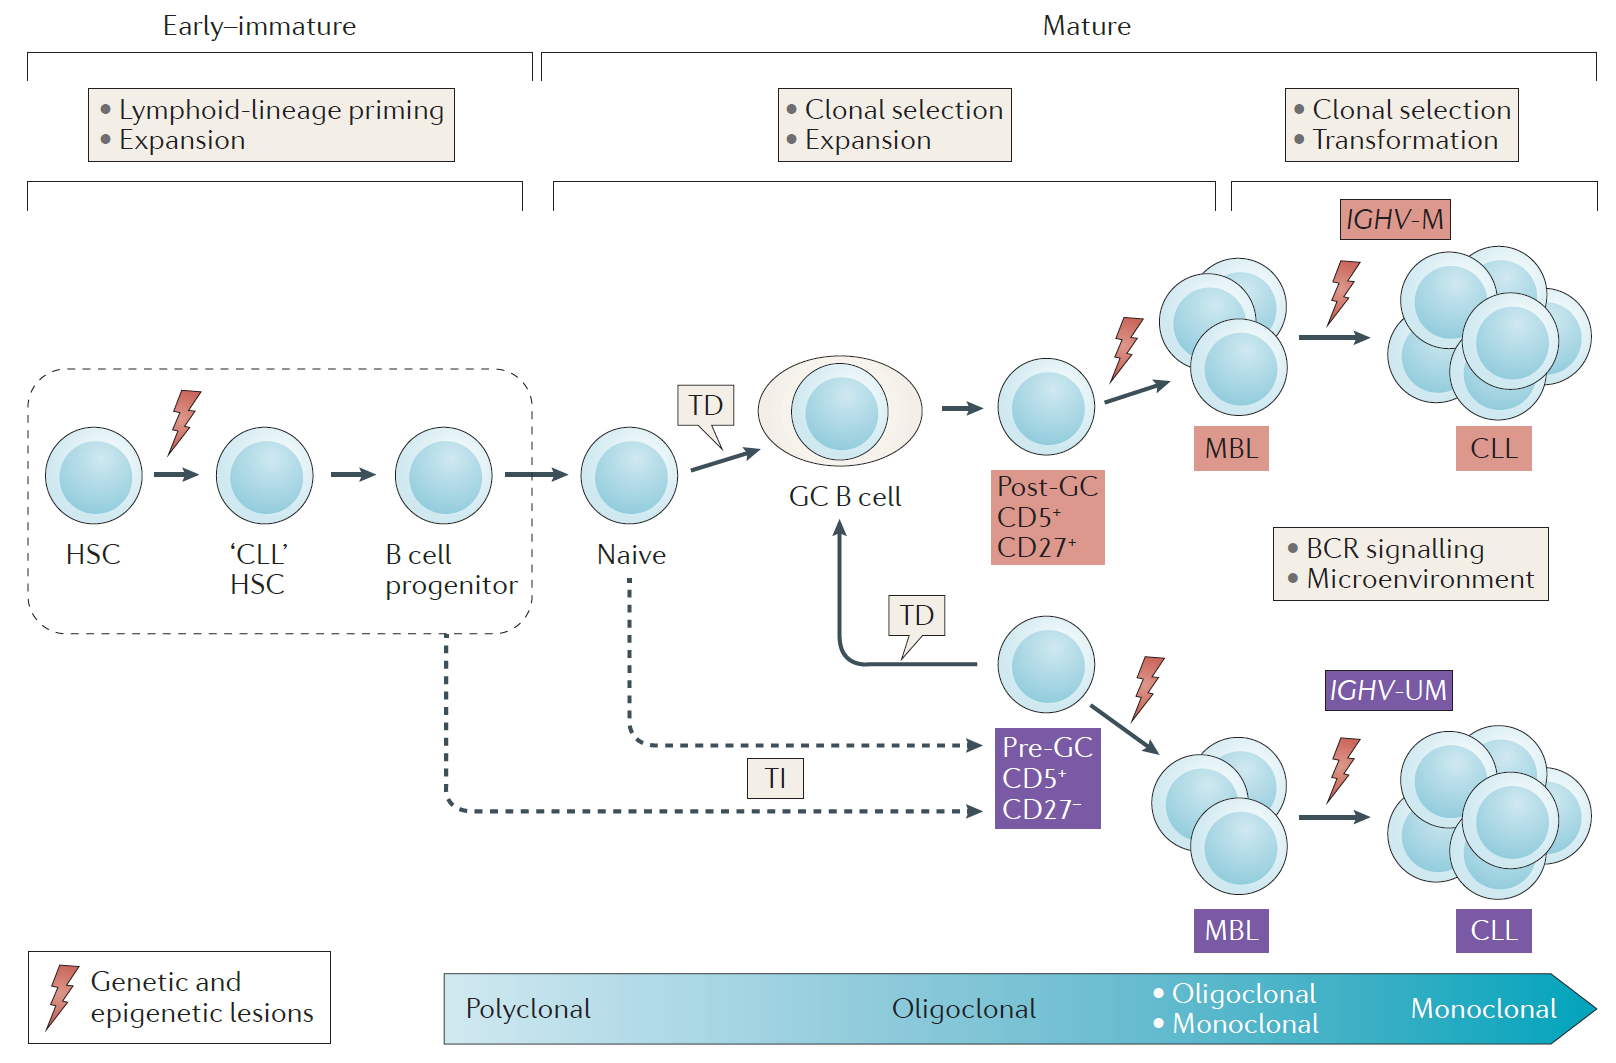 Early–immature
Mature
• Lymphoid-lineage priming
• Expansion
• Clonal selection
• Expansion
• Clonal selection
• Transformation
IGHV-M
TD
MBL
CLL
GC B cell
Post-GC
CD5⁺
CD27⁺
HSC
‘CLL’
HSC
B cell
progenitor
Naive
• BCR signalling
• Microenvironment
TD
IGHV-UM
Pre-GC
CD5⁺
CD27⁻
TI
MBL
CLL
Genetic and
epigenetic lesions
Polyclonal
Oligoclonal
• Oligoclonal
• Monoclonal
Monoclonal